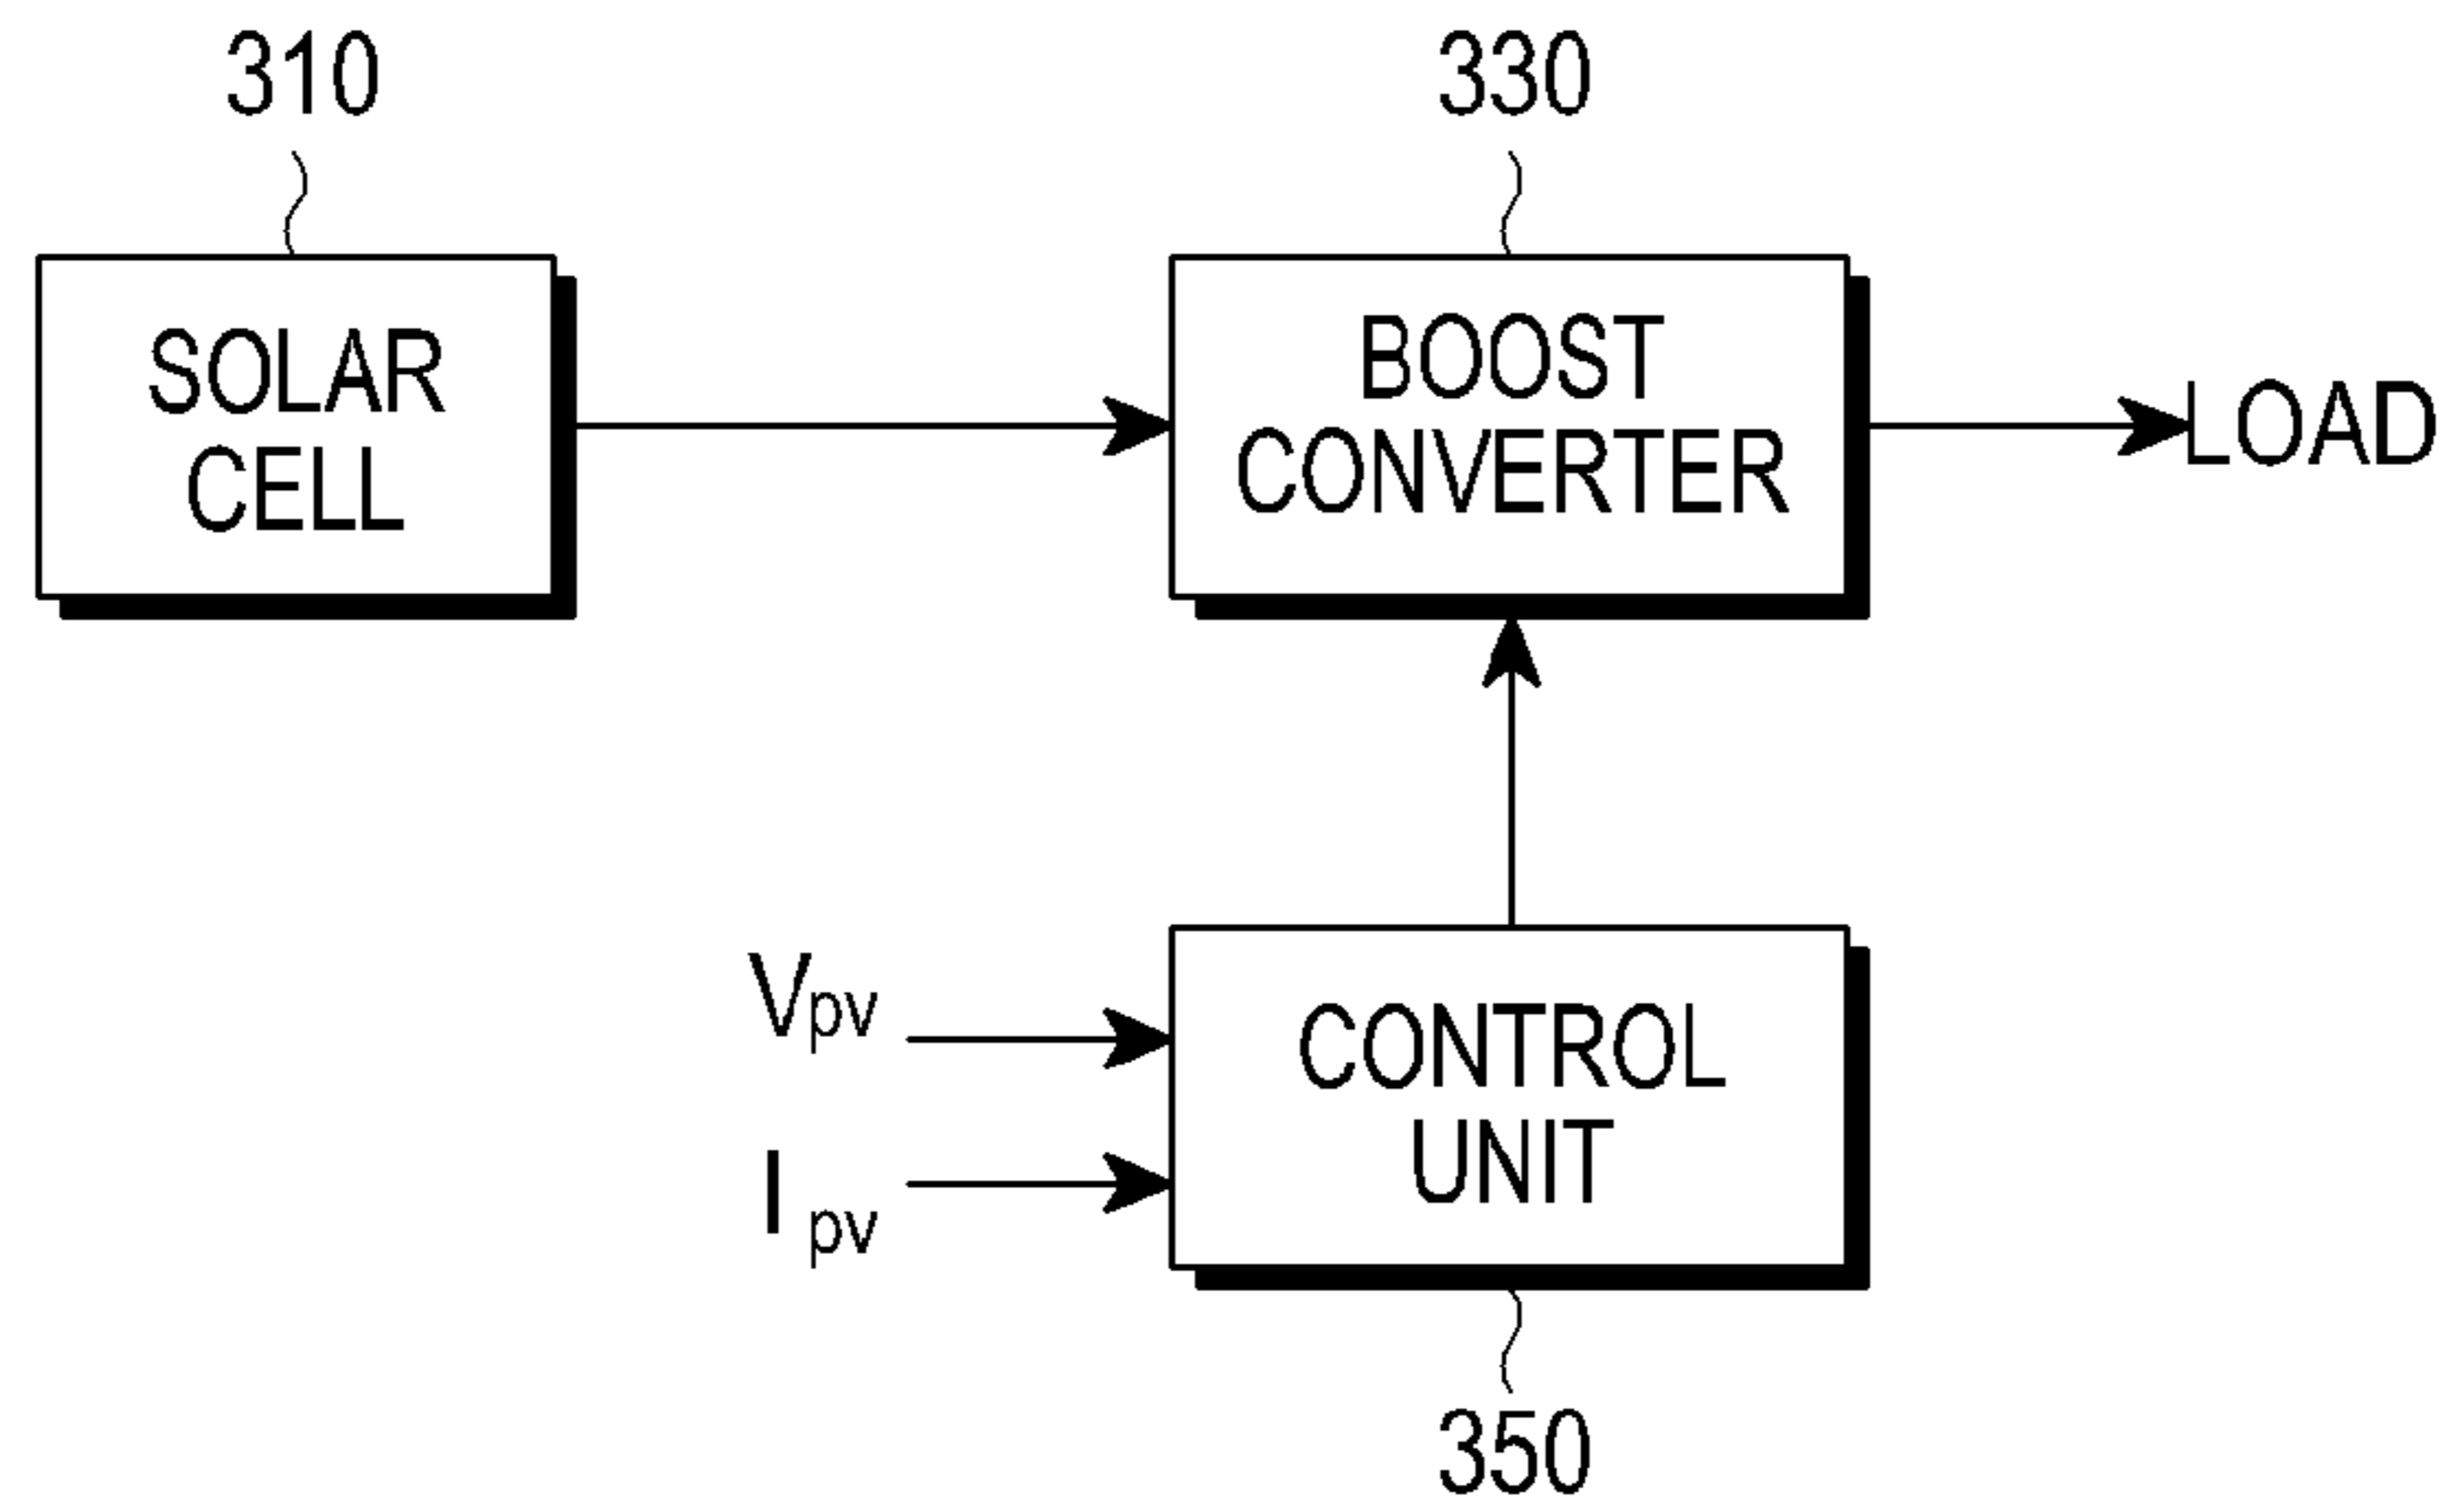 310
330
SOLAR
CELL
BOOST
CONVERTER
LOAD
Vpv
Ipv
CONTROL
UNIT
350